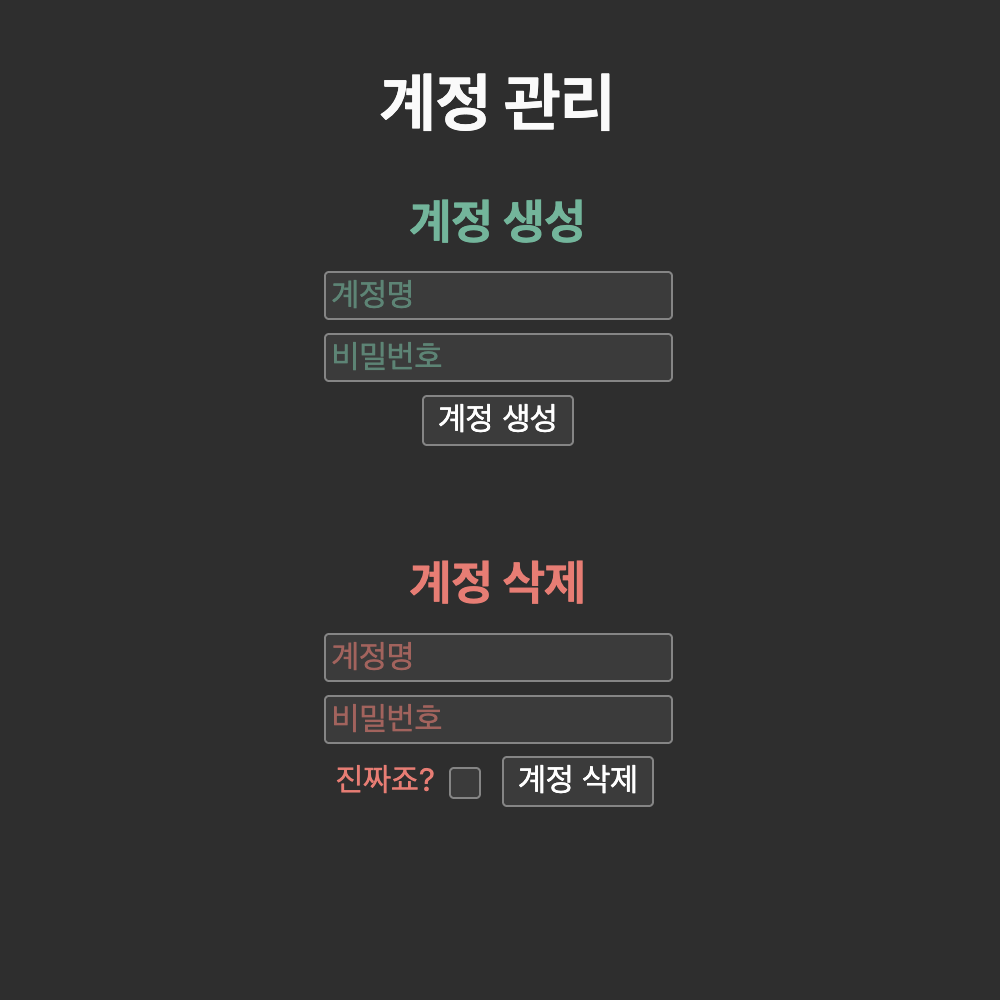 계정 관리
계정 생성
계정명
비밀번호
계정 생성
계정 삭제
계정명
비밀번호
진짜죠? 계정 삭제